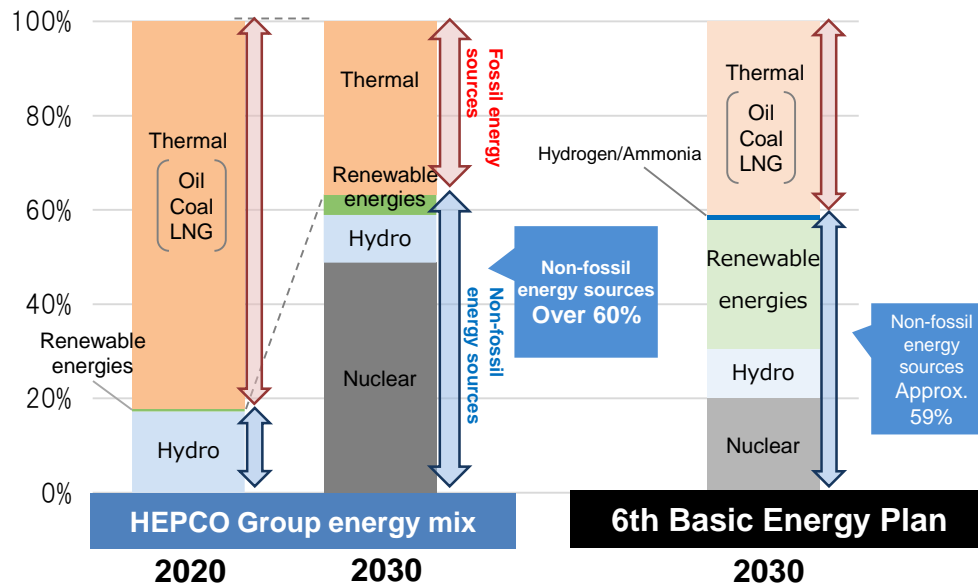 100%
80%
60%
40%
20%
0%
Thermal
Oil
Coal
LNG
Renewable
energies
Hydro
Thermal
Renewable
energies
Hydro
Nuclear
Fossil energy
sources
Non-fossil
energy sources
Non-fossil
energy sources
Over 60%
Thermal
Oil
Coal
LNG
Hydrogen/Ammonia
Renewable
energies
Hydro
Nuclear
Non-fossil
energy
sources
Approx.
59%
HEPCO Group energy mix
6th Basic Energy Plan
2020
2030
2030